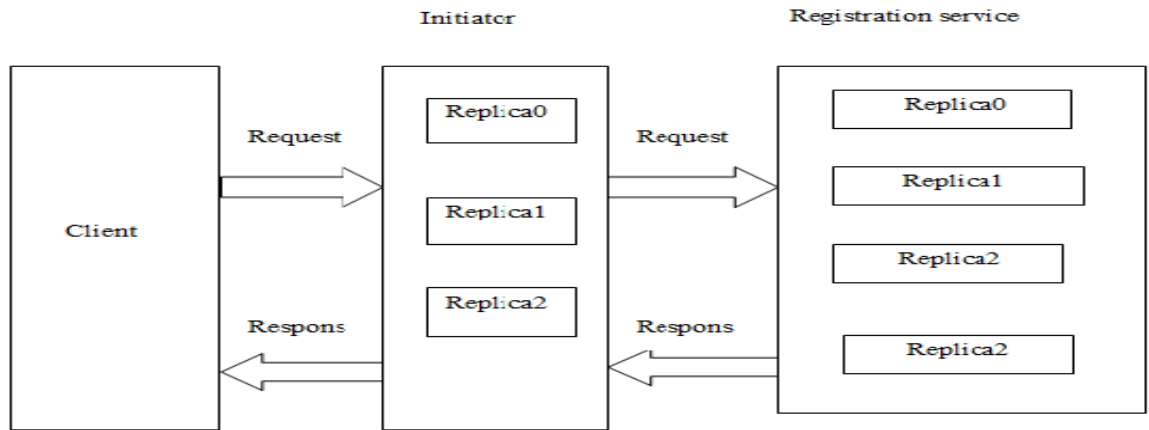 Initiator
Registration service
Replica0
Replica0
Request
Request
Replica1
Replica1
Client
Replica2
Replica2
Respons
Respons
Replica2